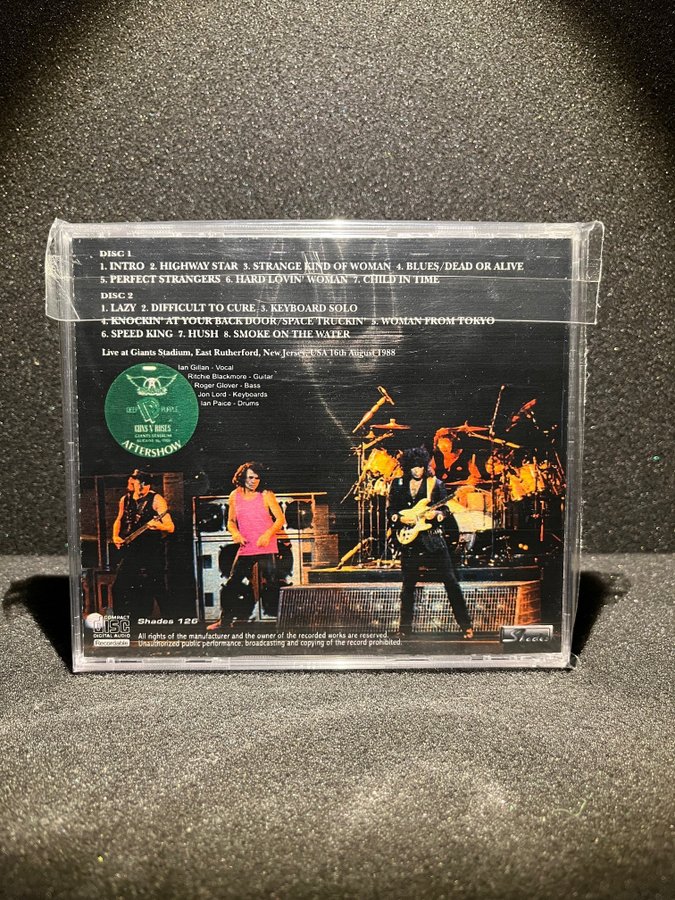 DISC 1
1. INTRO 2. HIGHWAY STAR 3. STRANGE KIND OF WOMAN 4. BLUES/DEAD OR ALIVE
5. PERFECT STRANGERS 6. HARD LOVIN' WOMAN 7. CHILD IN TIME
DISC 2
1. LAZY 2. DIFFICULT TO CURE 3. KEYBOARD SOLO
4. KNOCKIN' AT YOUR BACK DOOR/SPACE TRUCKIN' 5. WOMAN FROM TOKYO
6. SPEED KING 7. HUSH 8. SMOKE ON THE WATER
Live at Giants Stadium, East Rutherford, New Jersey, USA 16th August 1988
Ian Gillan - Vocal
Ritchie Blackmore - Guitar
Roger Glover - Bass
Jon Lord - Keyboards
Ian Paice - Drums
DEEP PURPLE
GUNS N' ROSES
GIANTS STADIUM
AFTERSHOW
COMPACT
disc
DIGITAL AUDIO
Recordable
Shades 126
All rights of the manufacturer and the owner of the recorded works are reserved.
Unauthorized public performance, broadcasting and copying of the record prohibited.
Shades